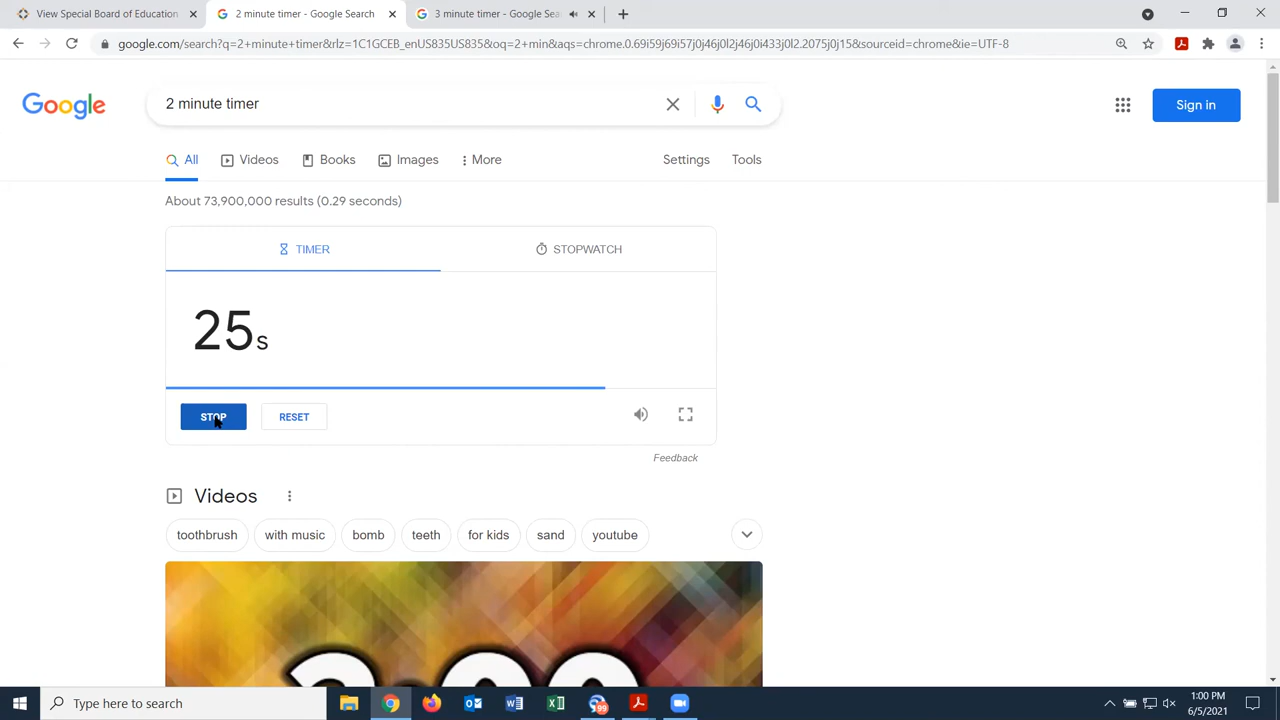 View Special Board of Education
2 minute timer - Google Search
3 minute timer - Google Sea
google.com/search?q=2+minute+timer&rlz=1C1GCEB_enUS835US835&oq=2+min&aqs=chrome.0.69i59j69i57j0j46j0l2j46j0i433j0l2.2075j0j15&sourceid=chrome&ie=UTF-8
Google
2 minute timer
Sign in
All
Videos
Books
Images
More
Settings
Tools
About 73,900,000 results (0.29 seconds)
TIMER
STOPWATCH
25 s
STOP
RESET
Feedback
Videos
toothbrush
with music
bomb
teeth
for kids
sand
youtube
2:00
Type here to search
99
1:00 PM
6/5/2021